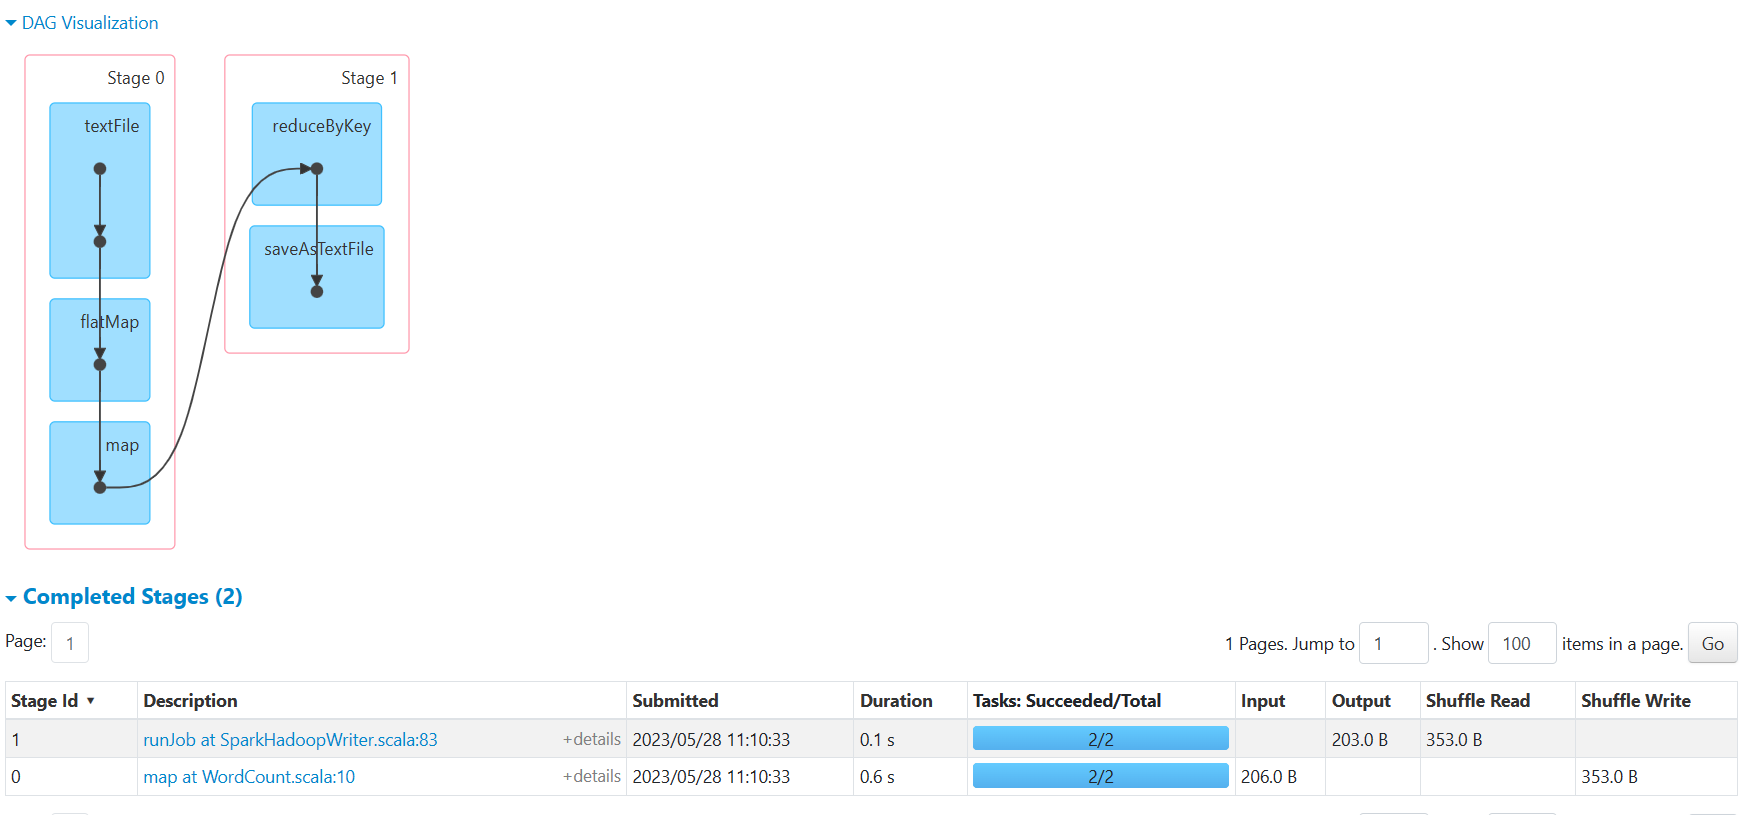 DAG Visualization
Stage 0
textFile
flatMap
map
Stage 1
reduceByKey
saveAsTextFile
Completed Stages (2)
Page: 1
1 Pages. Jump to 1 . Show 100 items in a page. Go
Stage Id ▾ Description Submitted Duration Tasks: Succeeded/Total Input Output Shuffle Read Shuffle Write
1 runJob at SparkHadoopWriter.scala:83 +details 2023/05/28 11:10:33 0.1 s 2/2 203.0 B 353.0 B
0 map at WordCount.scala:10 +details 2023/05/28 11:10:33 0.6 s 2/2 206.0 B 353.0 B